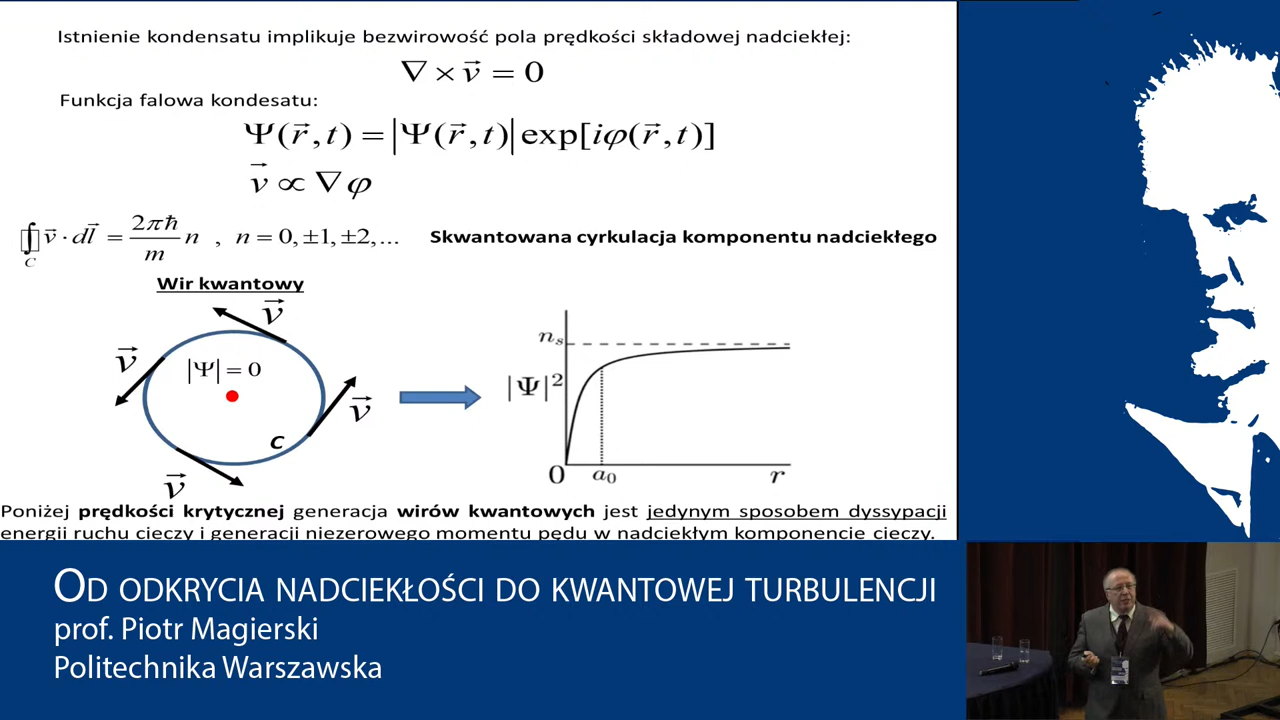 Istnienie kondensatu implikuje bezwirowość pola prędkości składowej nadciekłej:
∇ × v⃗ = 0
Funkcja falowa kondesatu:
Ψ(r⃗, t) = |Ψ(r⃗, t)| exp[iφ(r⃗, t)]
v⃗ ∝ ∇φ
∮_C v⃗ · dl⃗ = 2πħ/m n , n = 0, ±1, ±2, ... Skwantowana cyrkulacja komponentu nadciekłego
Wir kwantowy
v⃗
v⃗
|Ψ| = 0
v⃗
C
v⃗
n_s
|Ψ|²
0 a₀ r
Poniżej prędkości krytycznej generacja wirów kwantowych jest jedynym sposobem dyssypacji
energii ruchu cieczy i generacji niezerowego momentu pędu w nadciekłym komponencie cieczy.
OD ODKRYCIA NADCIEKŁOŚCI DO KWANTOWEJ TURBULENCJI
prof. Piotr Magierski
Politechnika Warszawska